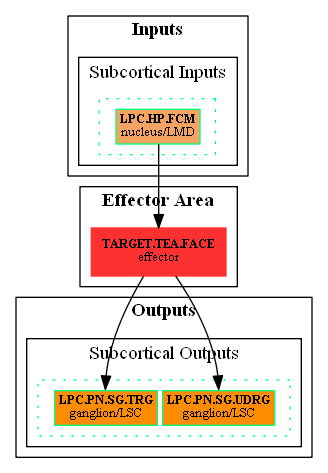 Inputs
Subcortical Inputs
LPC.HP.FCM
nucleus/LMD
Effector Area
TARGET.TEA.FACE
effector
Outputs
Subcortical Outputs
LPC.PN.SG.TRG
ganglion/LSC
LPC.PN.SG.UDRG
ganglion/LSC